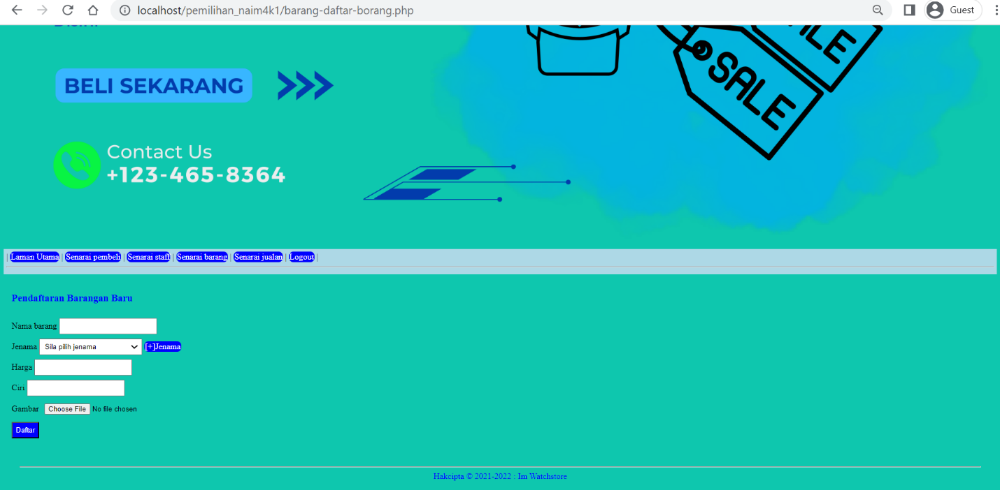 localhost/pemilihan_naim4k1/barang-daftar-borang.php
Guest
SALE
SALE
BELI SEKARANG
Contact Us
+123-465-8364
| Laman Utama | Senarai pembeli | Senarai staff | Senarai barang | Senarai jualan | Logout |
Pendaftaran Barangan Baru
Nama barang
Jenama Sila pilih jenama [+]Jenama
Harga
Ciri
Gambar Choose File No file chosen
Daftar
Hakcipta © 2021-2022 : Im Watchstore